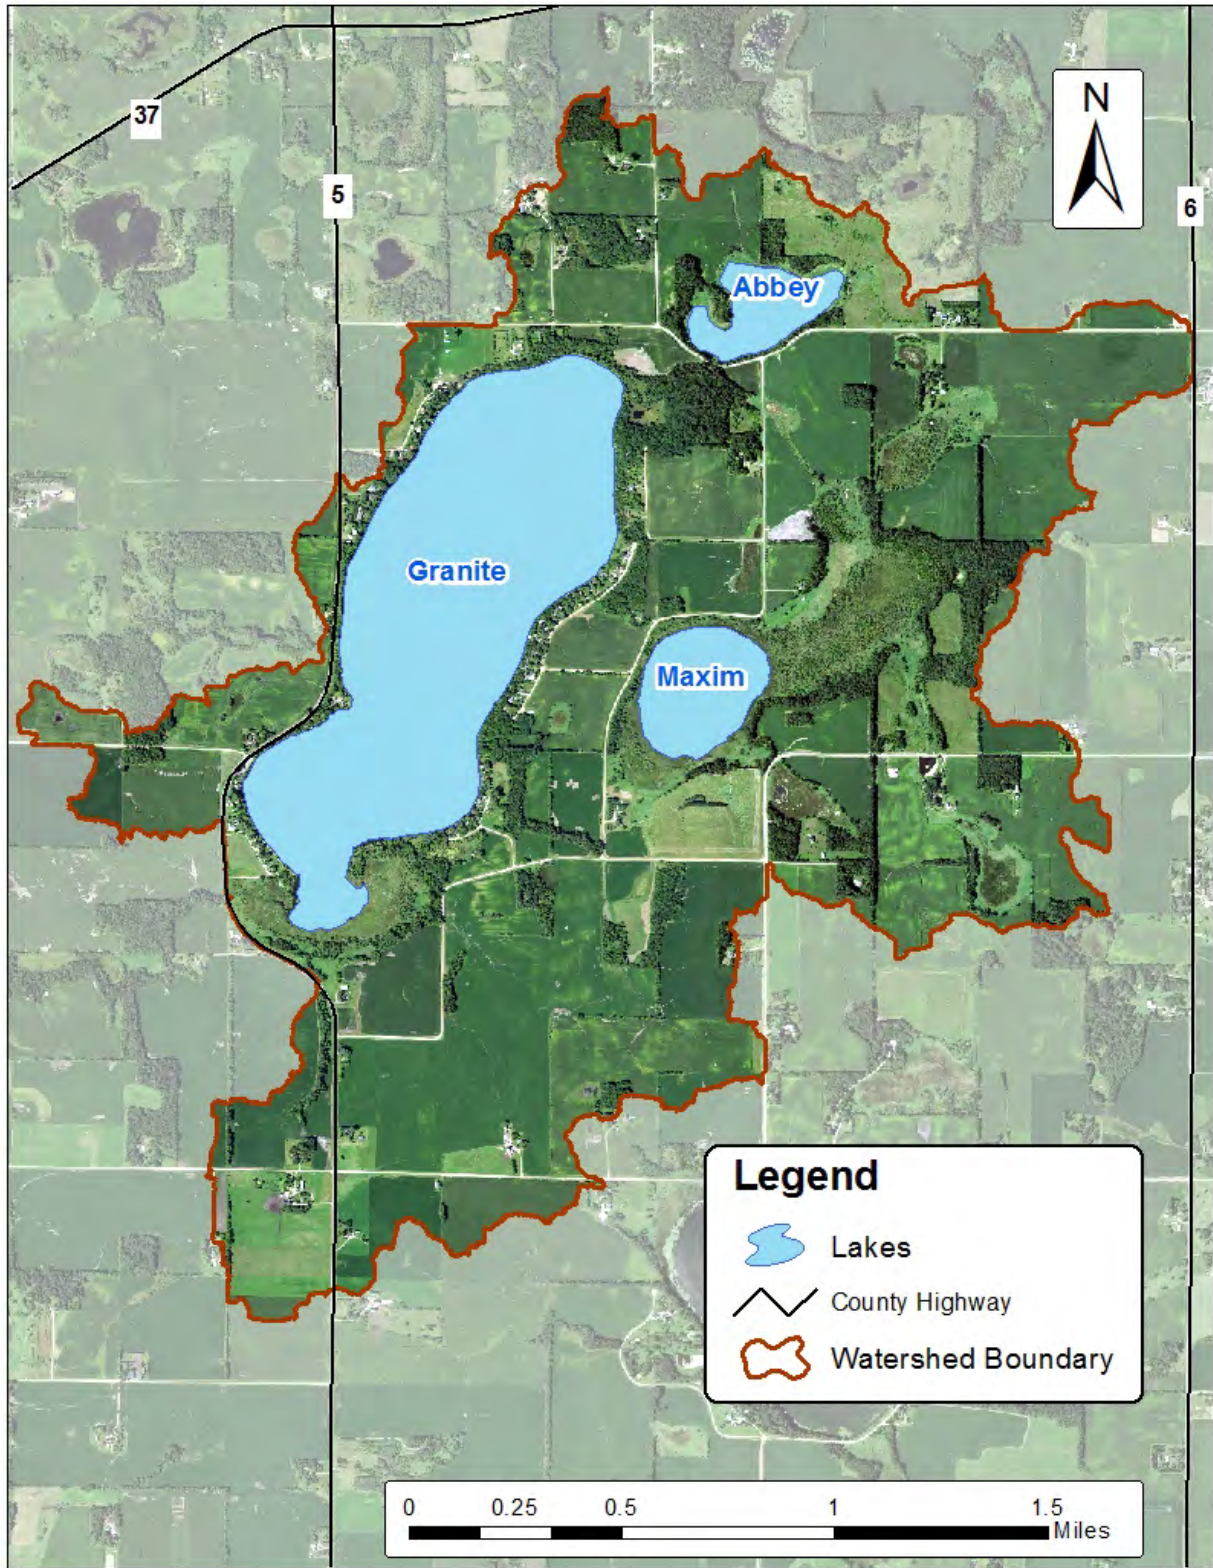 37
N
5
6
Abbey
Granite
Maxim
Legend
Lakes
County Highway
Watershed Boundary
0 0.25 0.5 1 1.5
Miles